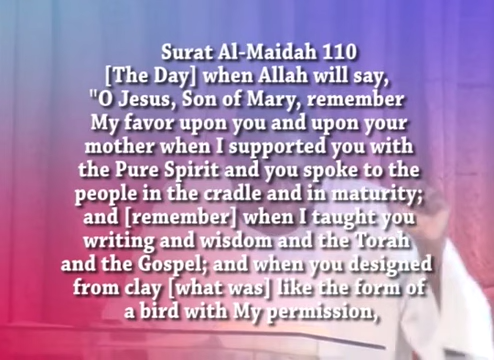 Surat Al-Maidah 110
[The Day] when Allah will say,
"O Jesus, Son of Mary, remember
My favor upon you and upon your
mother when I supported you with
the Pure Spirit and you spoke to the
people in the cradle and in maturity;
and [remember] when I taught you
writing and wisdom and the Torah
and the Gospel; and when you designed
from clay [what was] like the form of
a bird with My permission,